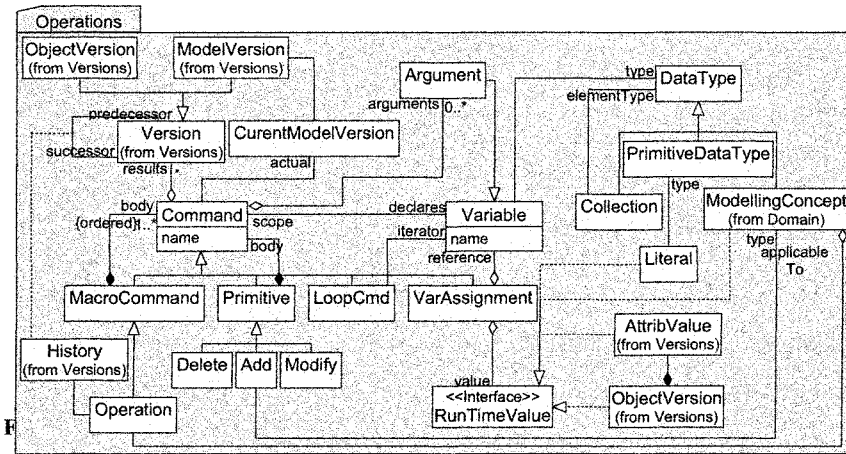 Operations
ObjectVersion
(from Versions)
ModelVersion
(from Versions)
Argument
arguments
0..*
type
elementType
DataType
predecessor
Version
(from Versions)
successor
results
*
CurentModelVersion
actual
PrimitiveDataType
type
body
{ordered}
1..*
Command
name
scope
body
declares
iterator
Variable
name
reference
Collection
ModellingConcept
(from Domain)
type
applicable
To
Literal
MacroCommand
Primitive
LoopCmd
VarAssignment
History
(from Versions)
Delete
Add
Modify
AttribValue
(from Versions)
Operation
value
<<Interface>>
RunTimeValue
ObjectVersion
(from Versions)
F